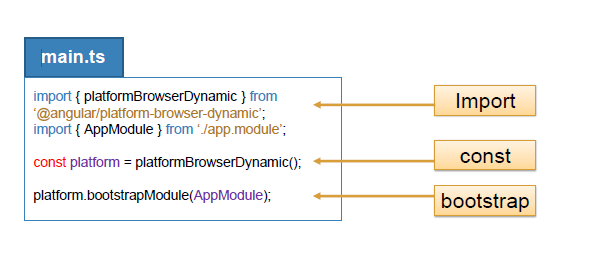 main.ts
import { platformBrowserDynamic } from
‘@angular/platform-browser-dynamic’;
import { AppModule } from ‘./app.module’;
const platform = platformBrowserDynamic();
platform.bootstrapModule(AppModule);
Import
const
bootstrap